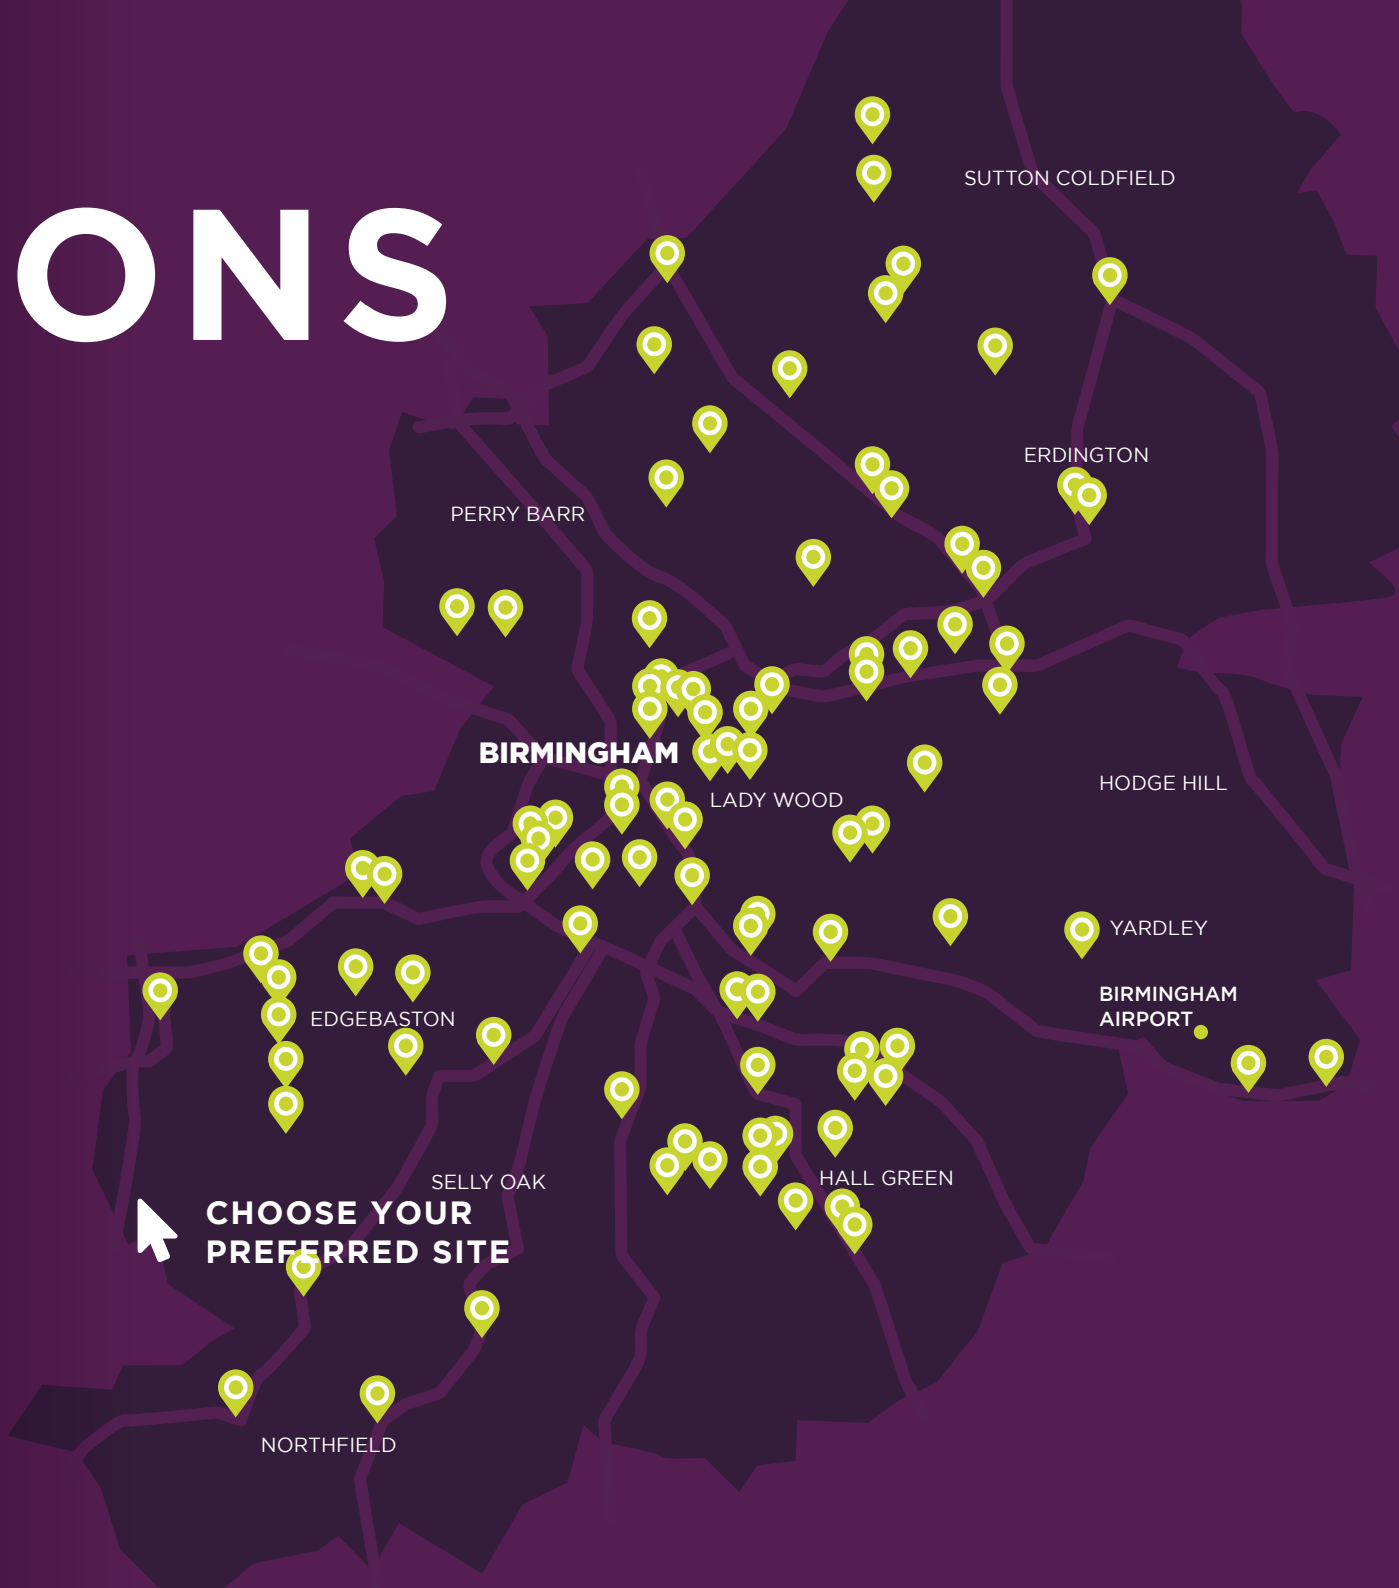 SUTTON COLDFIELD
ONS
ERDINGTON
PERRY BARR
BIRMINGHAM
HODGE HILL
LADY WOOD
YARDLEY
BIRMINGHAM
AIRPORT
EDGEBASTON
HALL GREEN
SELLY OAK
CHOOSE YOUR
PREFERRED SITE
NORTHFIELD